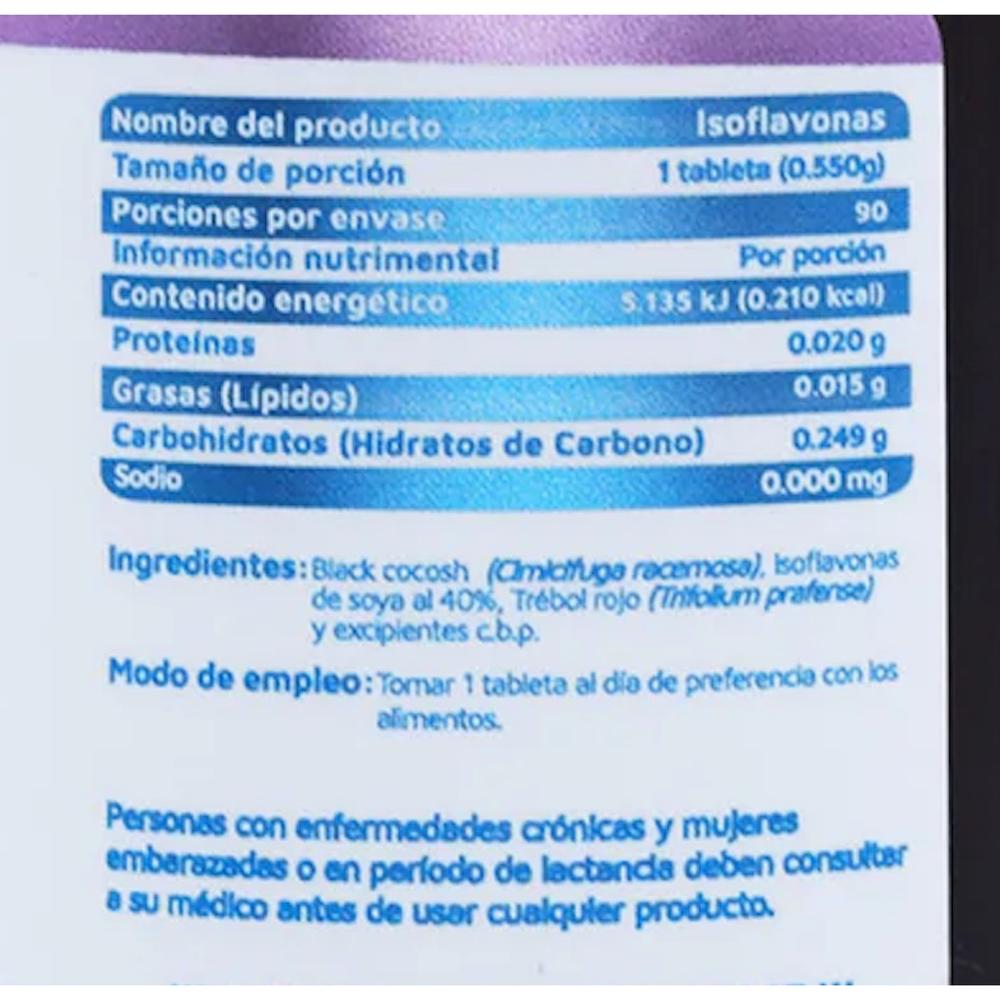 Nombre del producto Isoflavonas
Tamaño de porción 1 tableta (0.550g)
Porciones por envase 90
Información nutrimental Por porción
Contenido energético 5.135 kJ (0.210 kcal)
Proteínas 0.020 g
Grasas (Lípidos) 0.015 g
Carbohidratos (Hidratos de Carbono) 0.249 g
Sodio 0.000 mg
Ingredientes: Black cocosh (Cimicifuga racemosa), Isoflavonas
de soya al 40%, Trébol rojo (Trifolium prafense)
y excipientes c.b.p.
Modo de empleo: Tomar 1 tableta al día de preferencia con los
alimentos.
Personas con enfermedades crónicas y mujeres
embarazadas o en período de lactancia deben consultar
a su médico antes de usar cualquier producto.